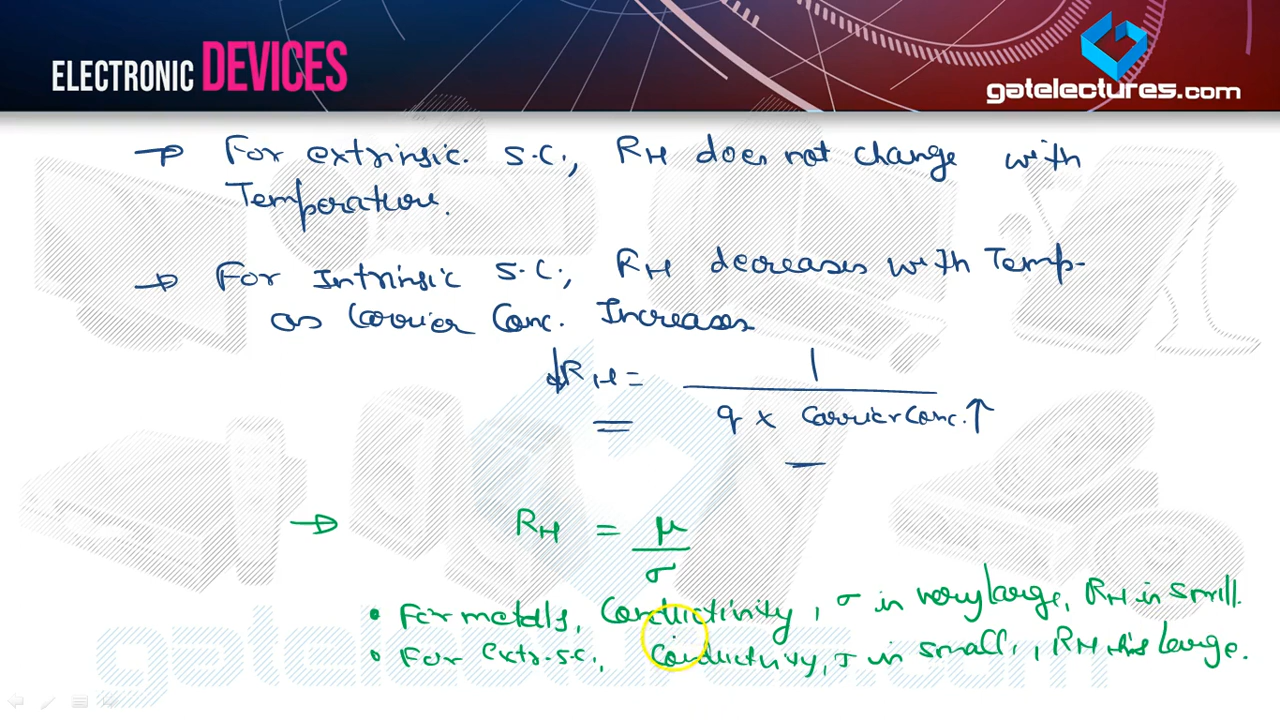 ELECTRONIC DEVICES
gatelectures.com
→ For extrinsic. S.C., RH does not change with
Temperature.
→ For Intrinsic S.C., RH decreases with Temp.
as Carrier Conc. Increases
↓RH = 1
q x Carrier Conc. ↑
→ RH = μ
σ
• For metals, Conductivity, σ is very large, RH is small.
• For extr. s.c., Conductivity, σ is small, RH is large.
gatelectures.com